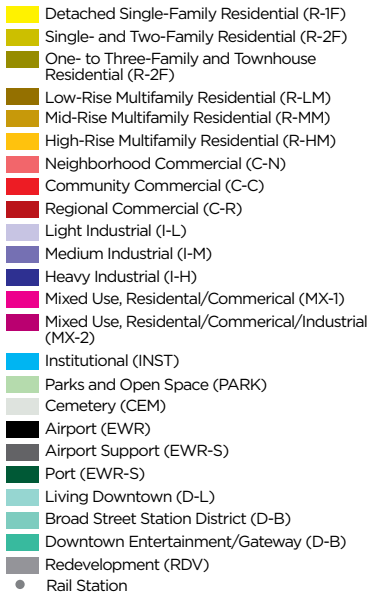 Detached Single-Family Residential (R-1F)
Single- and Two-Family Residential (R-2F)
One- to Three-Family and Townhouse
Residential (R-2F)
Low-Rise Multifamily Residential (R-LM)
Mid-Rise Multifamily Residential (R-MM)
High-Rise Multifamily Residential (R-HM)
Neighborhood Commercial (C-N)
Community Commercial (C-C)
Regional Commercial (C-R)
Light Industrial (I-L)
Medium Industrial (I-M)
Heavy Industrial (I-H)
Mixed Use, Residental/Commerical (MX-1)
Mixed Use, Residental/Commerical/Industrial
(MX-2)
Institutional (INST)
Parks and Open Space (PARK)
Cemetery (CEM)
Airport (EWR)
Airport Support (EWR-S)
Port (EWR-S)
Living Downtown (D-L)
Broad Street Station District (D-B)
Downtown Entertainment/Gateway (D-B)
Redevelopment (RDV)
Rail Station